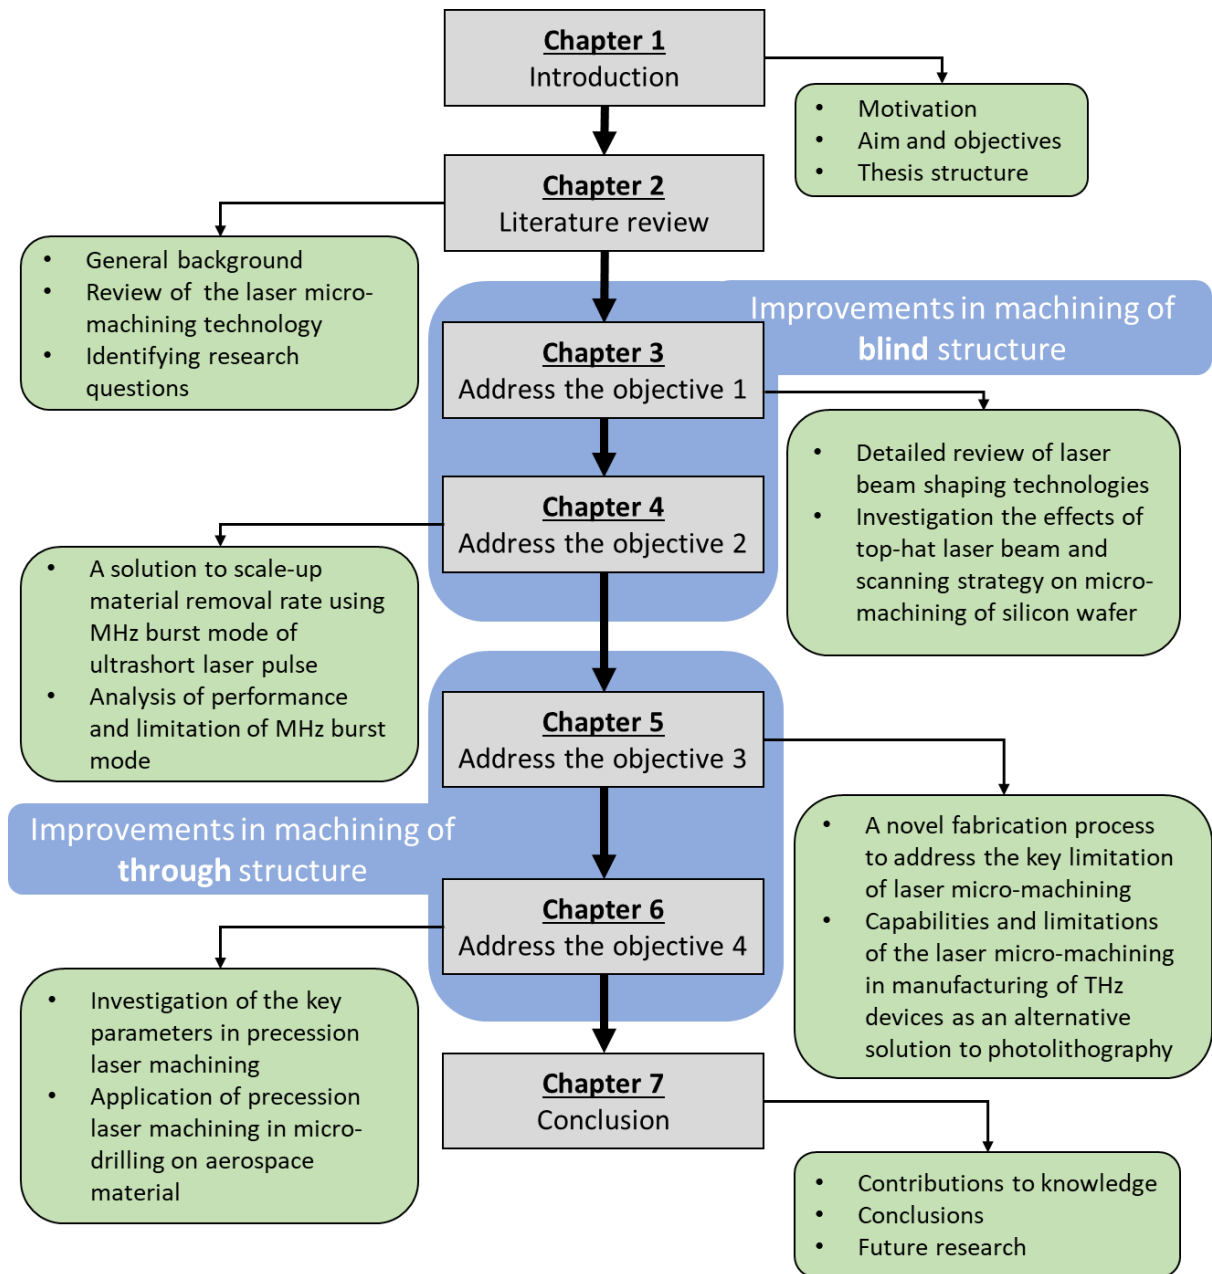 Chapter 1
Introduction
• Motivation
• Aim and objectives
• Thesis structure
Chapter 2
Literature review
• General background
• Review of the laser micro-
machining technology
• Identifying research
questions
Improvements in machining of
blind structure
Chapter 3
Address the objective 1
• Detailed review of laser
beam shaping technologies
• Investigation the effects of
top-hat laser beam and
scanning strategy on micro-
machining of silicon wafer
Chapter 4
Address the objective 2
• A solution to scale-up
material removal rate using
MHz burst mode of
ultrashort laser pulse
• Analysis of performance
and limitation of MHz burst
mode
Chapter 5
Address the objective 3
• A novel fabrication process
to address the key limitation
of laser micro-machining
• Capabilities and limitations
of the laser micro-machining
in manufacturing of THz
devices as an alternative
solution to photolithography
Improvements in machining of
through structure
Chapter 6
Address the objective 4
• Investigation of the key
parameters in precession
laser machining
• Application of precession
laser machining in micro-
drilling on aerospace
material
Chapter 7
Conclusion
• Contributions to knowledge
• Conclusions
• Future research